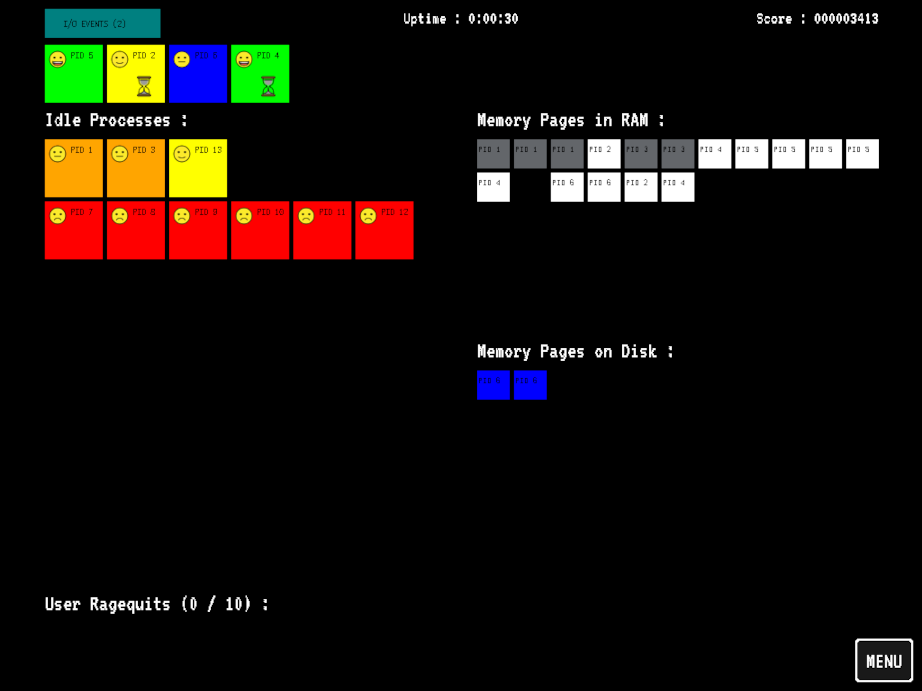 I/O EVENTS (2)
Uptime : 0:00:30
Score : 000003413
PID 5 PID 2 PID 6 PID 4
Idle Processes :
Memory Pages in RAM :
PID 1 PID 3 PID 13
PID 1 PID 1 PID 1 PID 2 PID 3 PID 3 PID 4 PID 5 PID 5 PID 5 PID 5
PID 4 PID 6 PID 6 PID 2 PID 4
PID 7 PID 8 PID 9 PID 10 PID 11 PID 12
Memory Pages on Disk :
PID 6 PID 6
User Ragequits (0 / 10) :
MENU